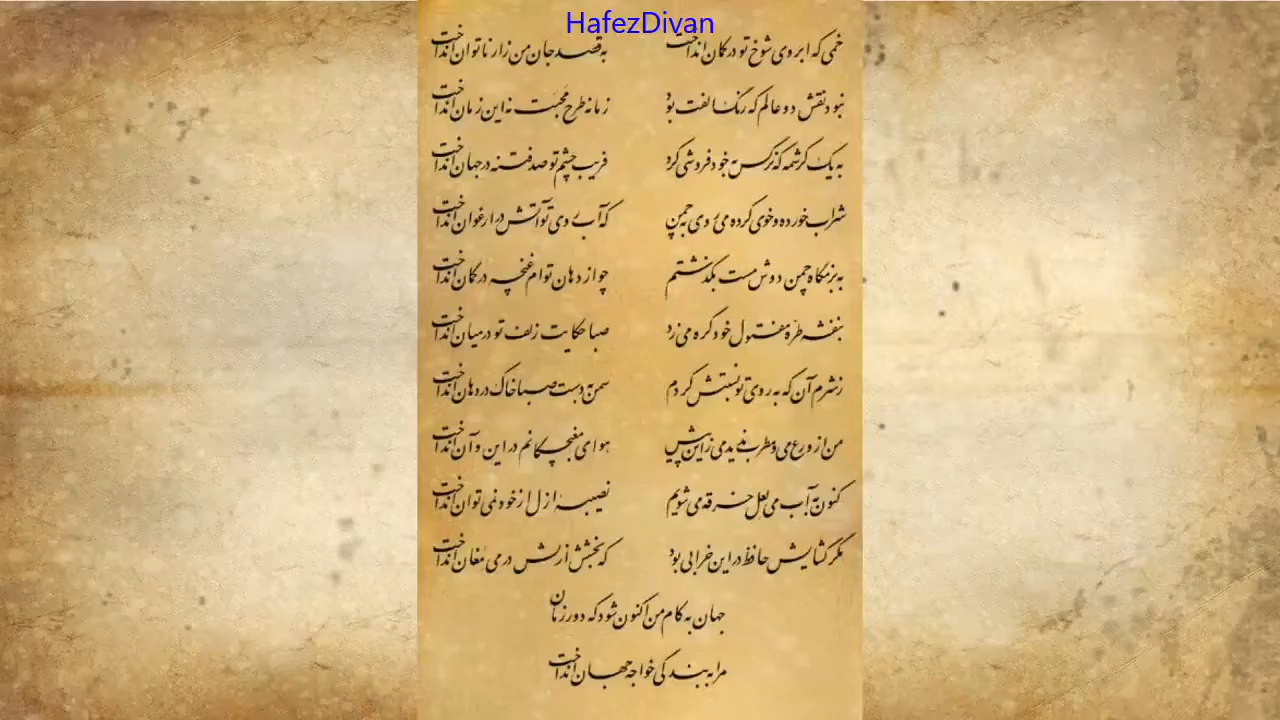 HafezDivan
خمی که ابروی شوخ تو در کمان انداخت به قصد جان من زار ناتوان انداخت
نبود نقش دو عالم که رنگ الفت بود زمانه طرح محبت نه این زمان انداخت
به یک کرشمه که نرگس به خودفروشی کرد فریب چشم تو صد فتنه در جهان انداخت
شراب خورده و خوی کرده می روی به چمن که آب روی تو آتش در ارغوان انداخت
به بزمگاه چمن دوش مست بگذشتم چو از دهان توام غنچه در گمان انداخت
بنفشه طره مفتول خود گره می زد صبا حکایت زلف تو در میان انداخت
ز شرم آن که به روی تو نسبتش کردم سمن به دست صبا خاک در دهان انداخت
من از ورع می و مطرب ندیدمی زین پیش هوای مغبچگانم در این و آن انداخت
کنون به آب می لعل خرقه می شویم نصیبه ازل از خود نمی توان انداخت
مگر گشایش حافظ در این خرابی بود که بخشش ازلش در می مغان انداخت
جهان به کام من اکنون شود که دور زمان
مرا به بندگی خواجه جهان انداخت